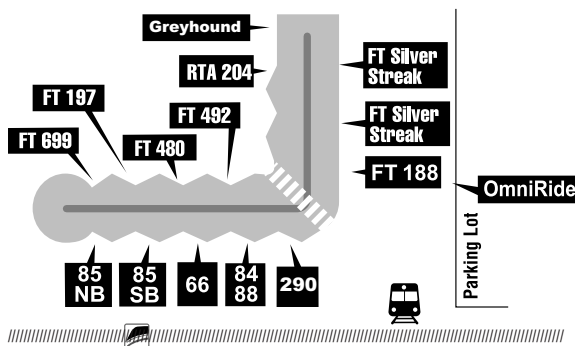 Greyhound
RTA 204
FT Silver
Streak
FT 197
FT 492
FT Silver
Streak
FT 699
FT 480
FT 188
OmniRide
85
NB
85
SB
66
84
88
290
Parking Lot